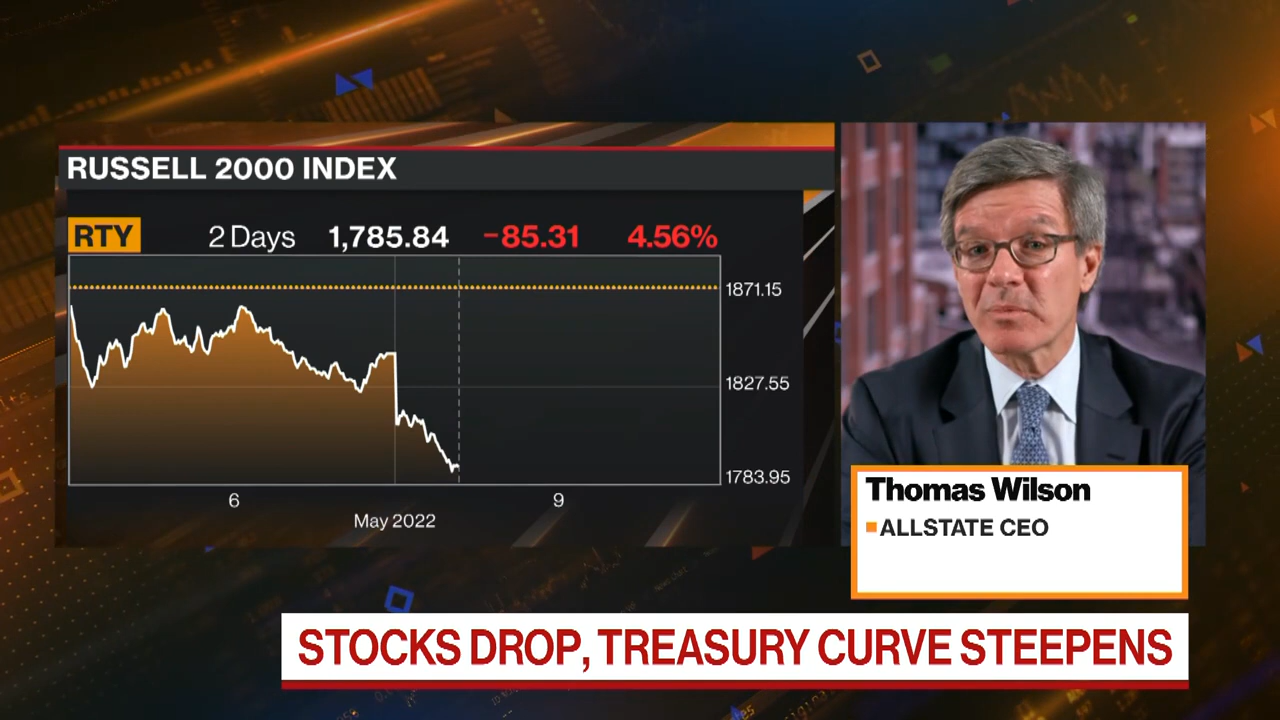 RUSSELL 2000 INDEX
RTY 2 Days 1,785.84 −85.31 4.56%
1871.15
1827.55
1783.95
6 9
May 2022
Thomas Wilson
ALLSTATE CEO
STOCKS DROP, TREASURY CURVE STEEPENS